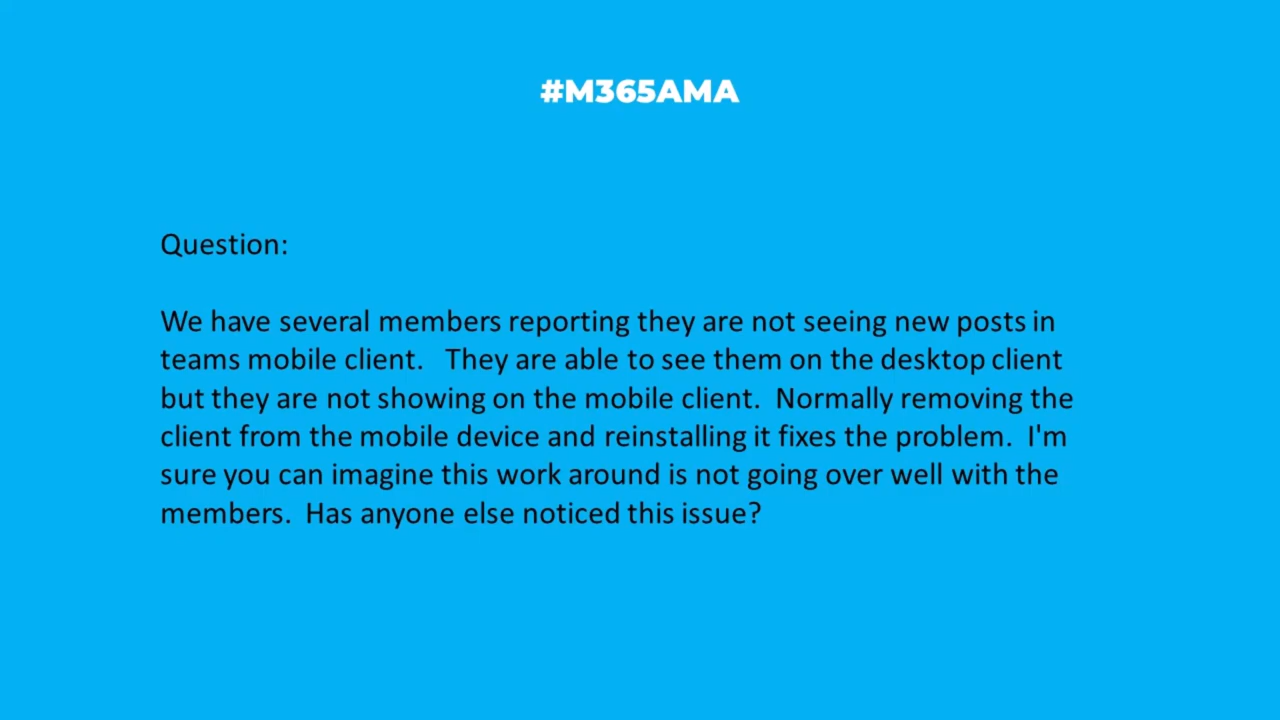 #M365AMA
Question:
We have several members reporting they are not seeing new posts in
teams mobile client.   They are able to see them on the desktop client
but they are not showing on the mobile client.  Normally removing the
client from the mobile device and reinstalling it fixes the problem.  I'm
sure you can imagine this work around is not going over well with the
members.  Has anyone else noticed this issue?